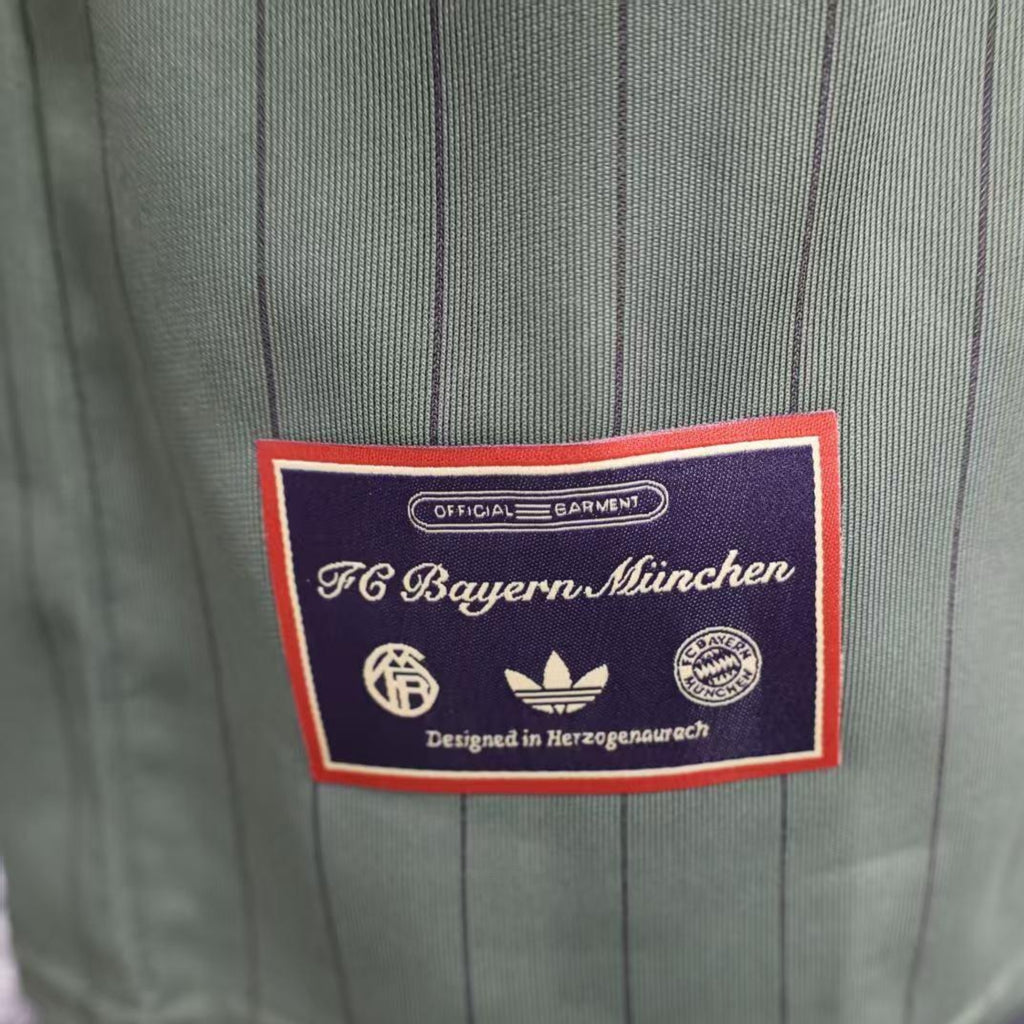 OFFICIAL GARMENT
FC Bayern München
FC BAYERN
MÜNCHEN
Designed in Herzogenaurach